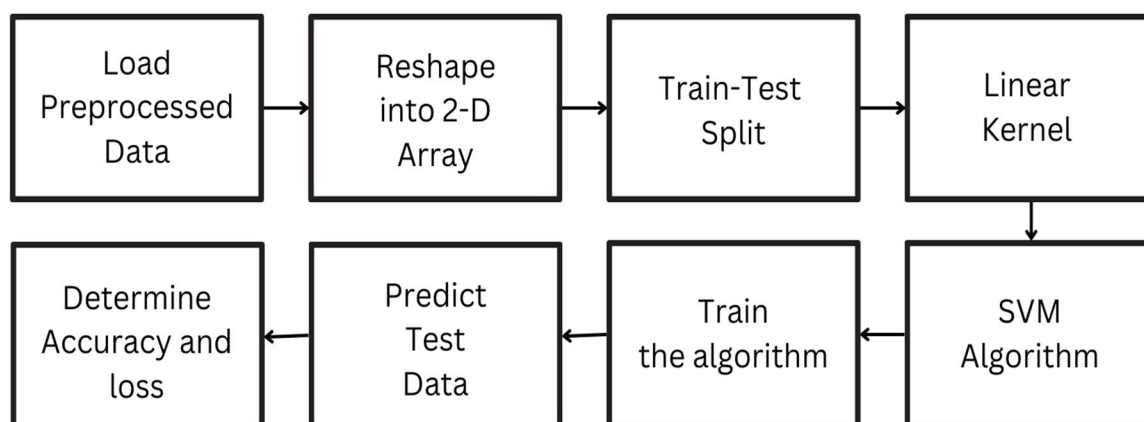 Load
Preprocessed
Data
Reshape
into 2-D
Array
Train-Test
Split
Linear
Kernel
SVM
Algorithm
Train
the algorithm
Predict
Test
Data
Determine
Accuracy and
loss